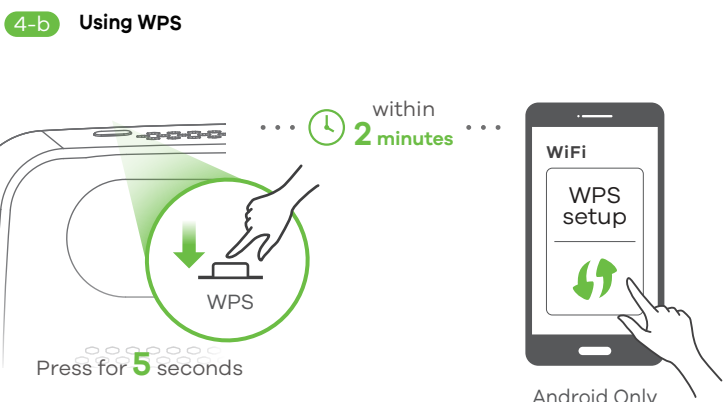 4-b Using WPS
within
2 minutes
WiFi
WPS
setup
WPS
Press for 5 seconds
Android Only